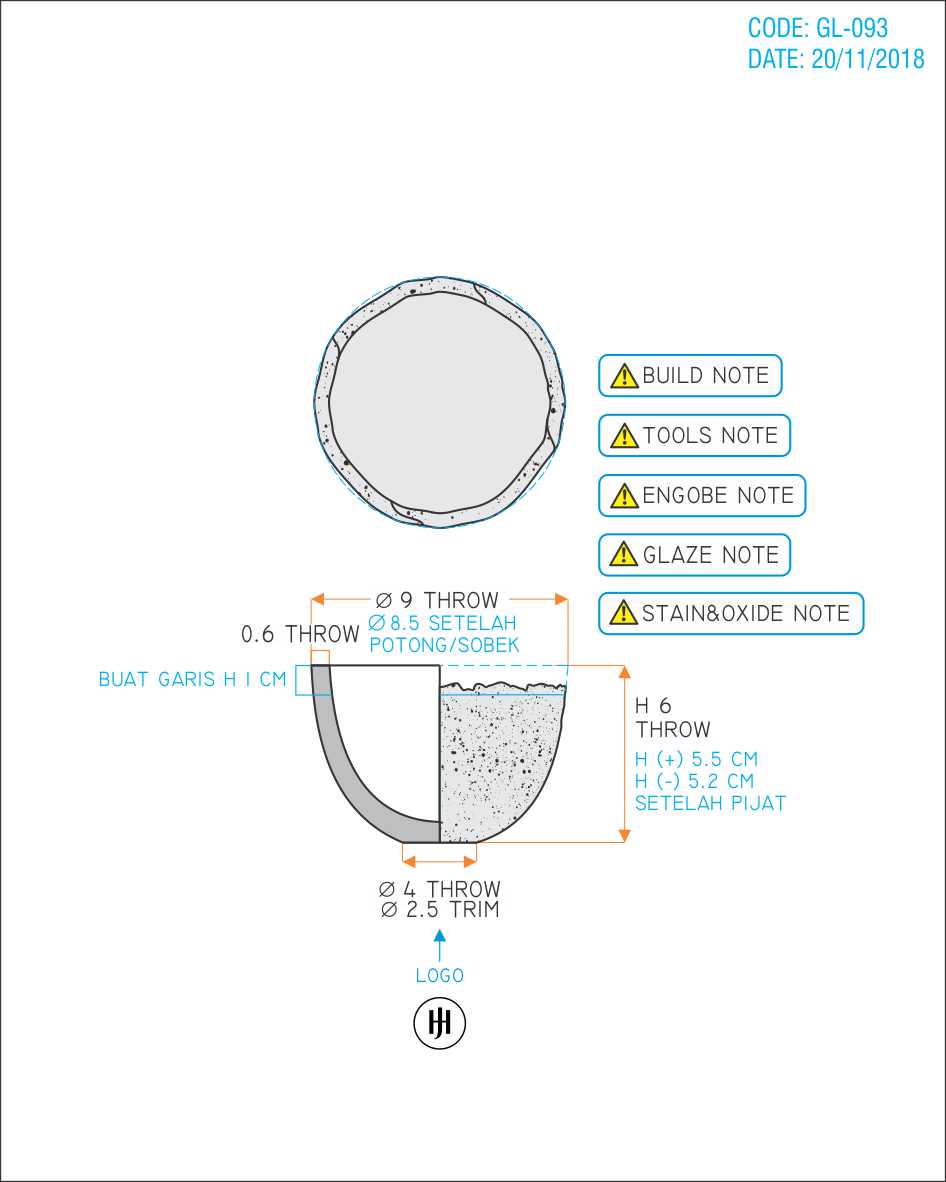 CODE: GL-093
DATE: 20/11/2018
BUILD NOTE
TOOLS NOTE
ENGOBE NOTE
GLAZE NOTE
STAIN&OXIDE NOTE
Ø 9 THROW
Ø 8.5 SETELAH
POTONG/SOBEK
0.6 THROW
BUAT GARIS H 1 CM
H 6
THROW
H (+) 5.5 CM
H (-) 5.2 CM
SETELAH PIJAT
Ø 4 THROW
Ø 2.5 TRIM
LOGO